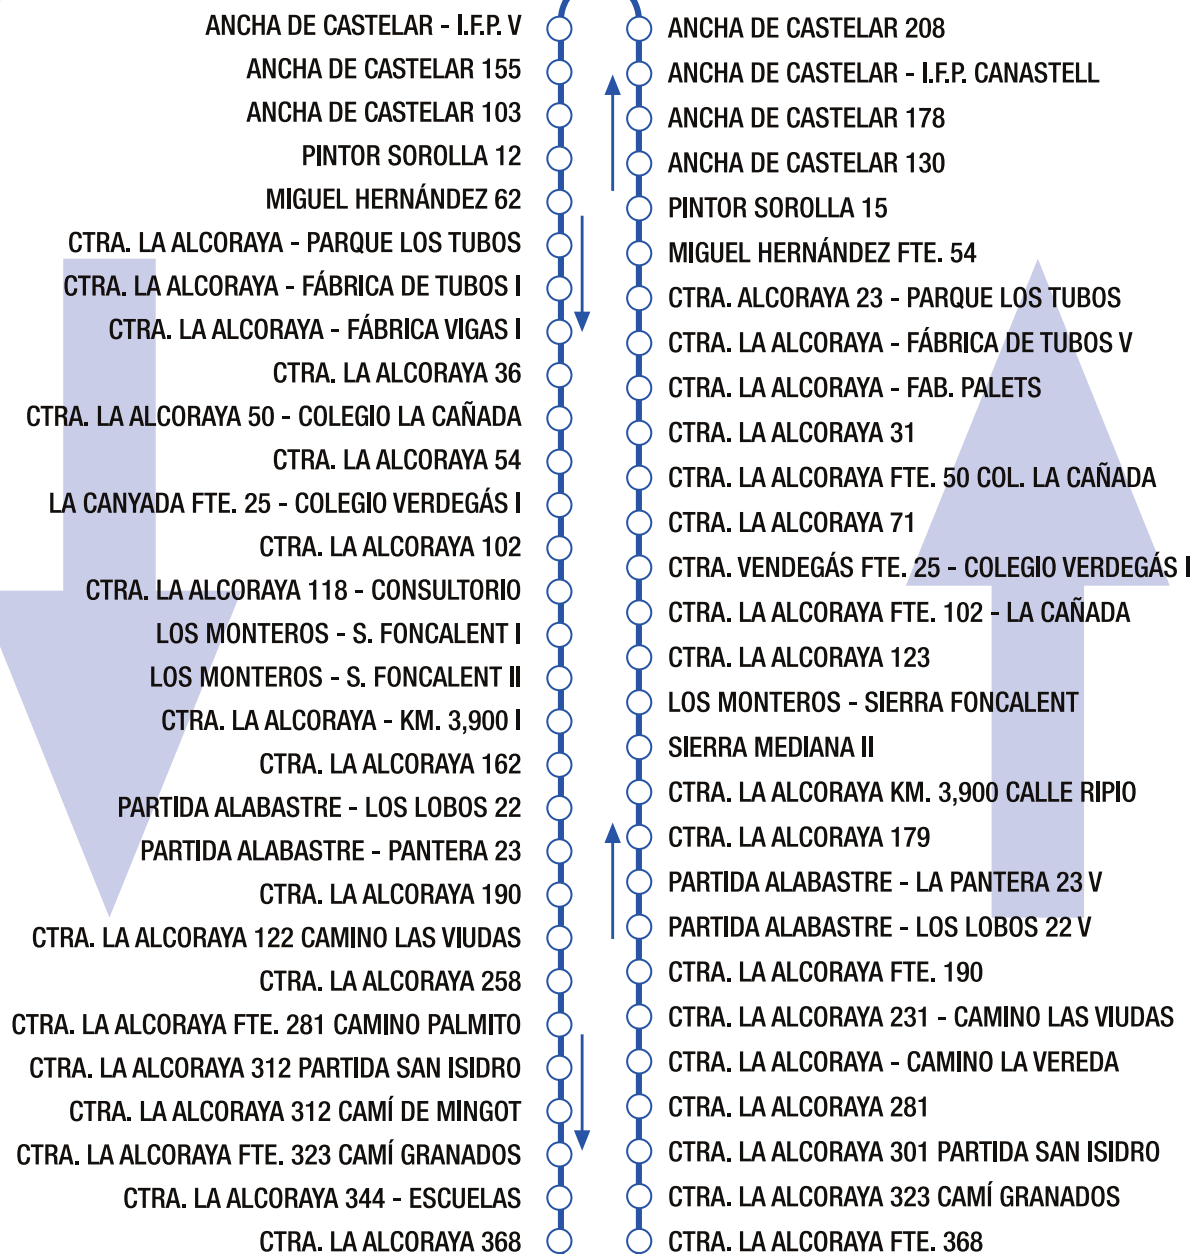 ANCHA DE CASTELAR - I.F.P. V
ANCHA DE CASTELAR 155
ANCHA DE CASTELAR 103
PINTOR SOROLLA 12
MIGUEL HERNÁNDEZ 62
CTRA. LA ALCORAYA - PARQUE LOS TUBOS
CTRA. LA ALCORAYA - FÁBRICA DE TUBOS I
CTRA. LA ALCORAYA - FÁBRICA VIGAS I
CTRA. LA ALCORAYA 36
CTRA. LA ALCORAYA 50 - COLEGIO LA CAÑADA
CTRA. LA ALCORAYA 54
LA CANYADA FTE. 25 - COLEGIO VERDEGÁS I
CTRA. LA ALCORAYA 102
CTRA. LA ALCORAYA 118 - CONSULTORIO
LOS MONTEROS - S. FONCALENT I
LOS MONTEROS - S. FONCALENT II
CTRA. LA ALCORAYA - KM. 3,900 I
CTRA. LA ALCORAYA 162
PARTIDA ALABASTRE - LOS LOBOS 22
PARTIDA ALABASTRE - PANTERA 23
CTRA. LA ALCORAYA 190
CTRA. LA ALCORAYA 122 CAMINO LAS VIUDAS
CTRA. LA ALCORAYA 258
CTRA. LA ALCORAYA FTE. 281 CAMINO PALMITO
CTRA. LA ALCORAYA 312 PARTIDA SAN ISIDRO
CTRA. LA ALCORAYA 312 CAMÍ DE MINGOT
CTRA. LA ALCORAYA FTE. 323 CAMÍ GRANADOS
CTRA. LA ALCORAYA 344 - ESCUELAS
CTRA. LA ALCORAYA 368
ANCHA DE CASTELAR 208
ANCHA DE CASTELAR - I.F.P. CANASTELL
ANCHA DE CASTELAR 178
ANCHA DE CASTELAR 130
PINTOR SOROLLA 15
MIGUEL HERNÁNDEZ FTE. 54
CTRA. ALCORAYA 23 - PARQUE LOS TUBOS
CTRA. LA ALCORAYA - FÁBRICA DE TUBOS V
CTRA. LA ALCORAYA - FAB. PALETS
CTRA. LA ALCORAYA 31
CTRA. LA ALCORAYA FTE. 50 COL. LA CAÑADA
CTRA. LA ALCORAYA 71
CTRA. VENDEGÁS FTE. 25 - COLEGIO VERDEGÁS I
CTRA. LA ALCORAYA FTE. 102 - LA CAÑADA
CTRA. LA ALCORAYA 123
LOS MONTEROS - SIERRA FONCALENT
SIERRA MEDIANA II
CTRA. LA ALCORAYA KM. 3,900 CALLE RIPIO
CTRA. LA ALCORAYA 179
PARTIDA ALABASTRE - LA PANTERA 23 V
PARTIDA ALABASTRE - LOS LOBOS 22 V
CTRA. LA ALCORAYA FTE. 190
CTRA. LA ALCORAYA 231 - CAMINO LAS VIUDAS
CTRA. LA ALCORAYA - CAMINO LA VEREDA
CTRA. LA ALCORAYA 281
CTRA. LA ALCORAYA 301 PARTIDA SAN ISIDRO
CTRA. LA ALCORAYA 323 CAMÍ GRANADOS
CTRA. LA ALCORAYA FTE. 368